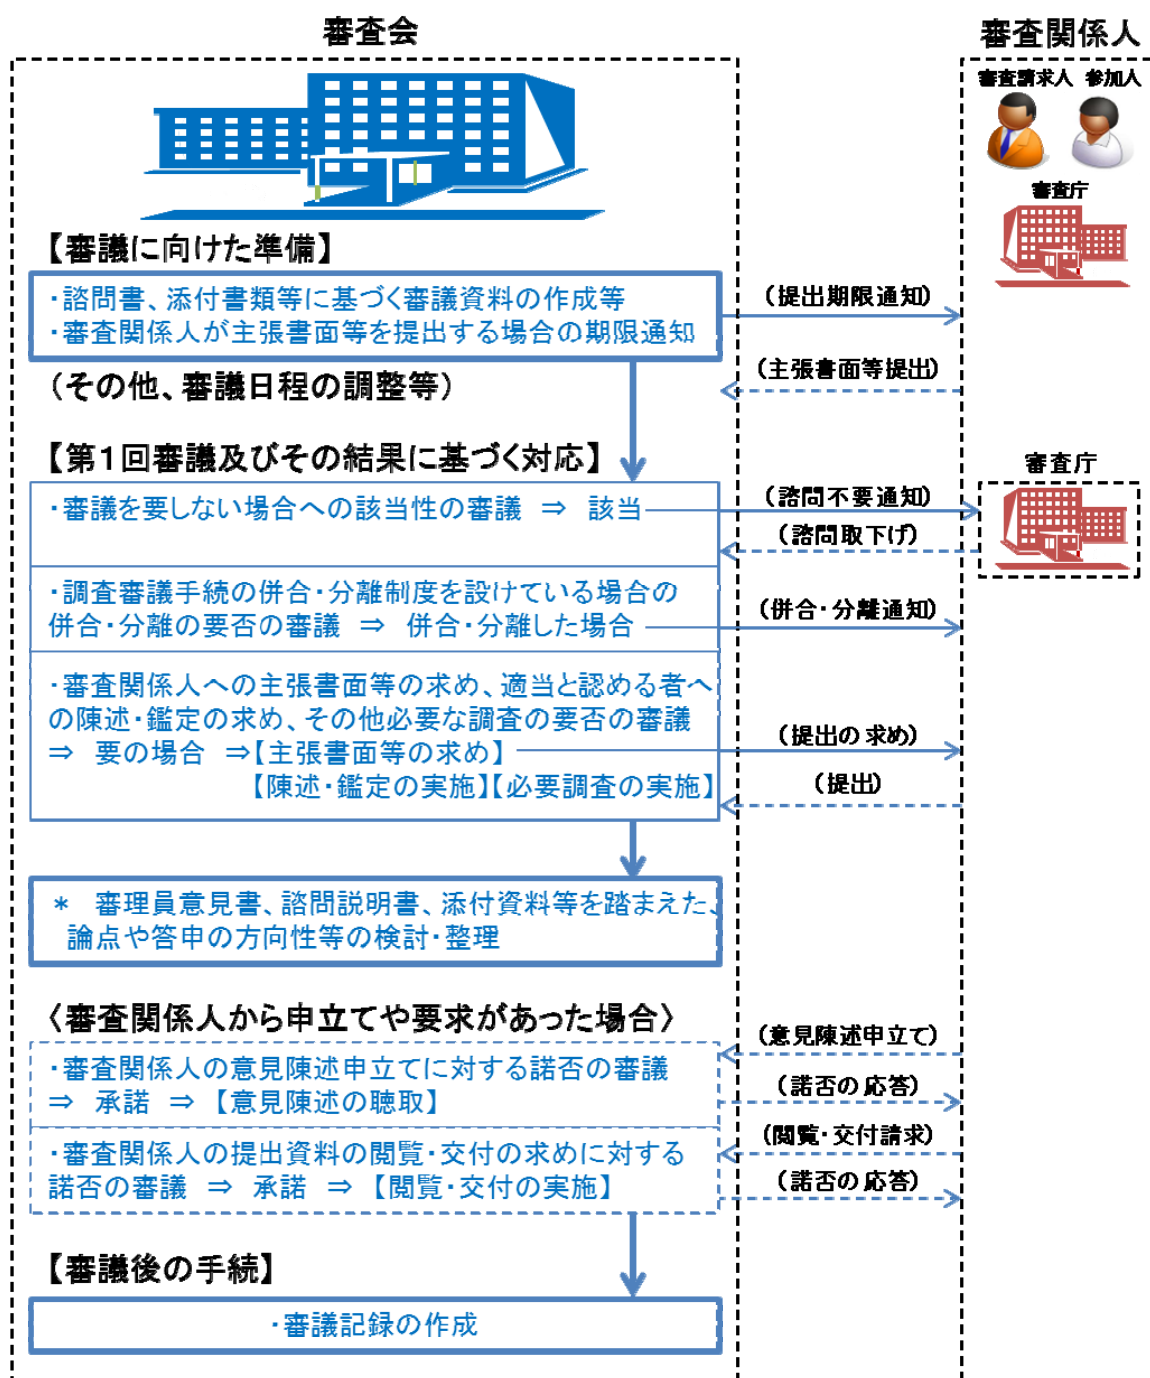 審査会
審査関係人
審査請求人 参加人
審査庁
【審議に向けた準備】
・諮問書、添付書類等に基づく審議資料の作成等
・審査関係人が主張書面等を提出する場合の期限通知
(提出期限通知)
(主張書面等提出)
(その他、審議日程の調整等)
【第1回審議及びその結果に基づく対応】
審査庁
・審議を要しない場合への該当性の審議 ⇒ 該当
(諮問不要通知)
(諮問取下げ)
・調査審議手続の併合・分離制度を設けている場合の
併合・分離の要否の審議 ⇒ 併合・分離した場合
(併合・分離通知)
・審査関係人への主張書面等の求め、適当と認める者へ
の陳述・鑑定の求め、その他必要な調査の要否の審議
⇒ 要の場合 ⇒【主張書面等の求め】
(提出の求め)
【陳述・鑑定の実施】【必要調査の実施】
(提出)
* 審理員意見書、諮問説明書、添付資料等を踏まえた、
論点や答申の方向性等の検討・整理
〈審査関係人から申立てや要求があった場合〉
(意見陳述申立て)
・審査関係人の意見陳述申立てに対する諾否の審議
⇒ 承諾 ⇒ 【意見陳述の聴取】
(諾否の応答)
(閲覧・交付請求)
・審査関係人の提出資料の閲覧・交付の求めに対する
諾否の審議 ⇒ 承諾 ⇒ 【閲覧・交付の実施】
(諾否の応答)
【審議後の手続】
・審議記録の作成